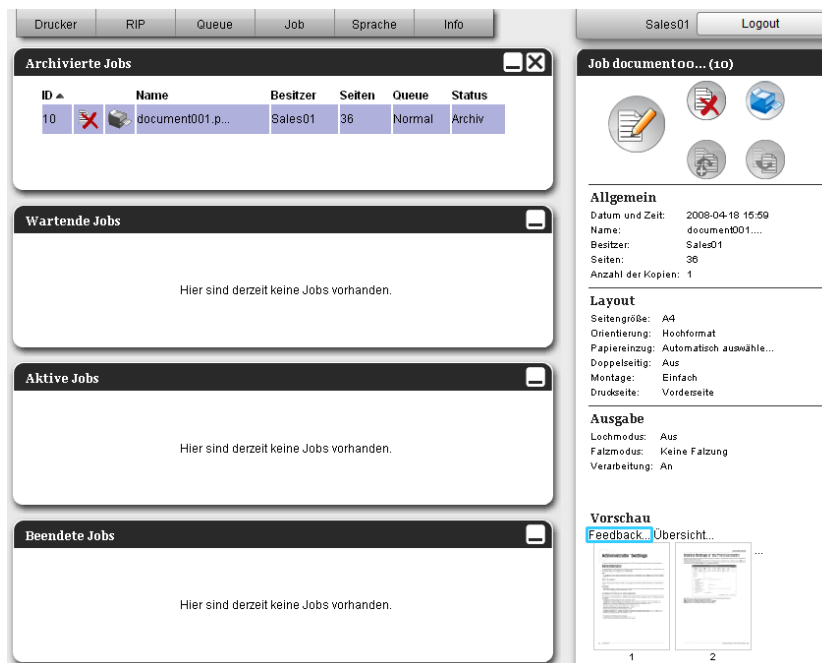 Drucker RIP Queue Job Sprache Info
Sales01 Logout
Archivierte Jobs
ID Name Besitzer Seiten Queue Status
10 document001.p... Sales01 36 Normal Archiv
Wartende Jobs
Hier sind derzeit keine Jobs vorhanden.
Aktive Jobs
Hier sind derzeit keine Jobs vorhanden.
Beendete Jobs
Hier sind derzeit keine Jobs vorhanden.
Job document00... (10)
Allgemein
Datum und Zeit: 2008-04-18 15:59
Name: document001....
Besitzer: Sales01
Seiten: 36
Anzahl der Kopien: 1
Layout
Seitengröße: A4
Orientierung: Hochformat
Papiereinzug: Automatisch auswähle...
Doppelseitig: Aus
Montage: Einfach
Druckseite: Vorderseite
Ausgabe
Lochmodus: Aus
Falzmodus: Keine Falzung
Verarbeitung: An
Vorschau
Feedback... Übersicht...
Administrator Settings
...
1 2